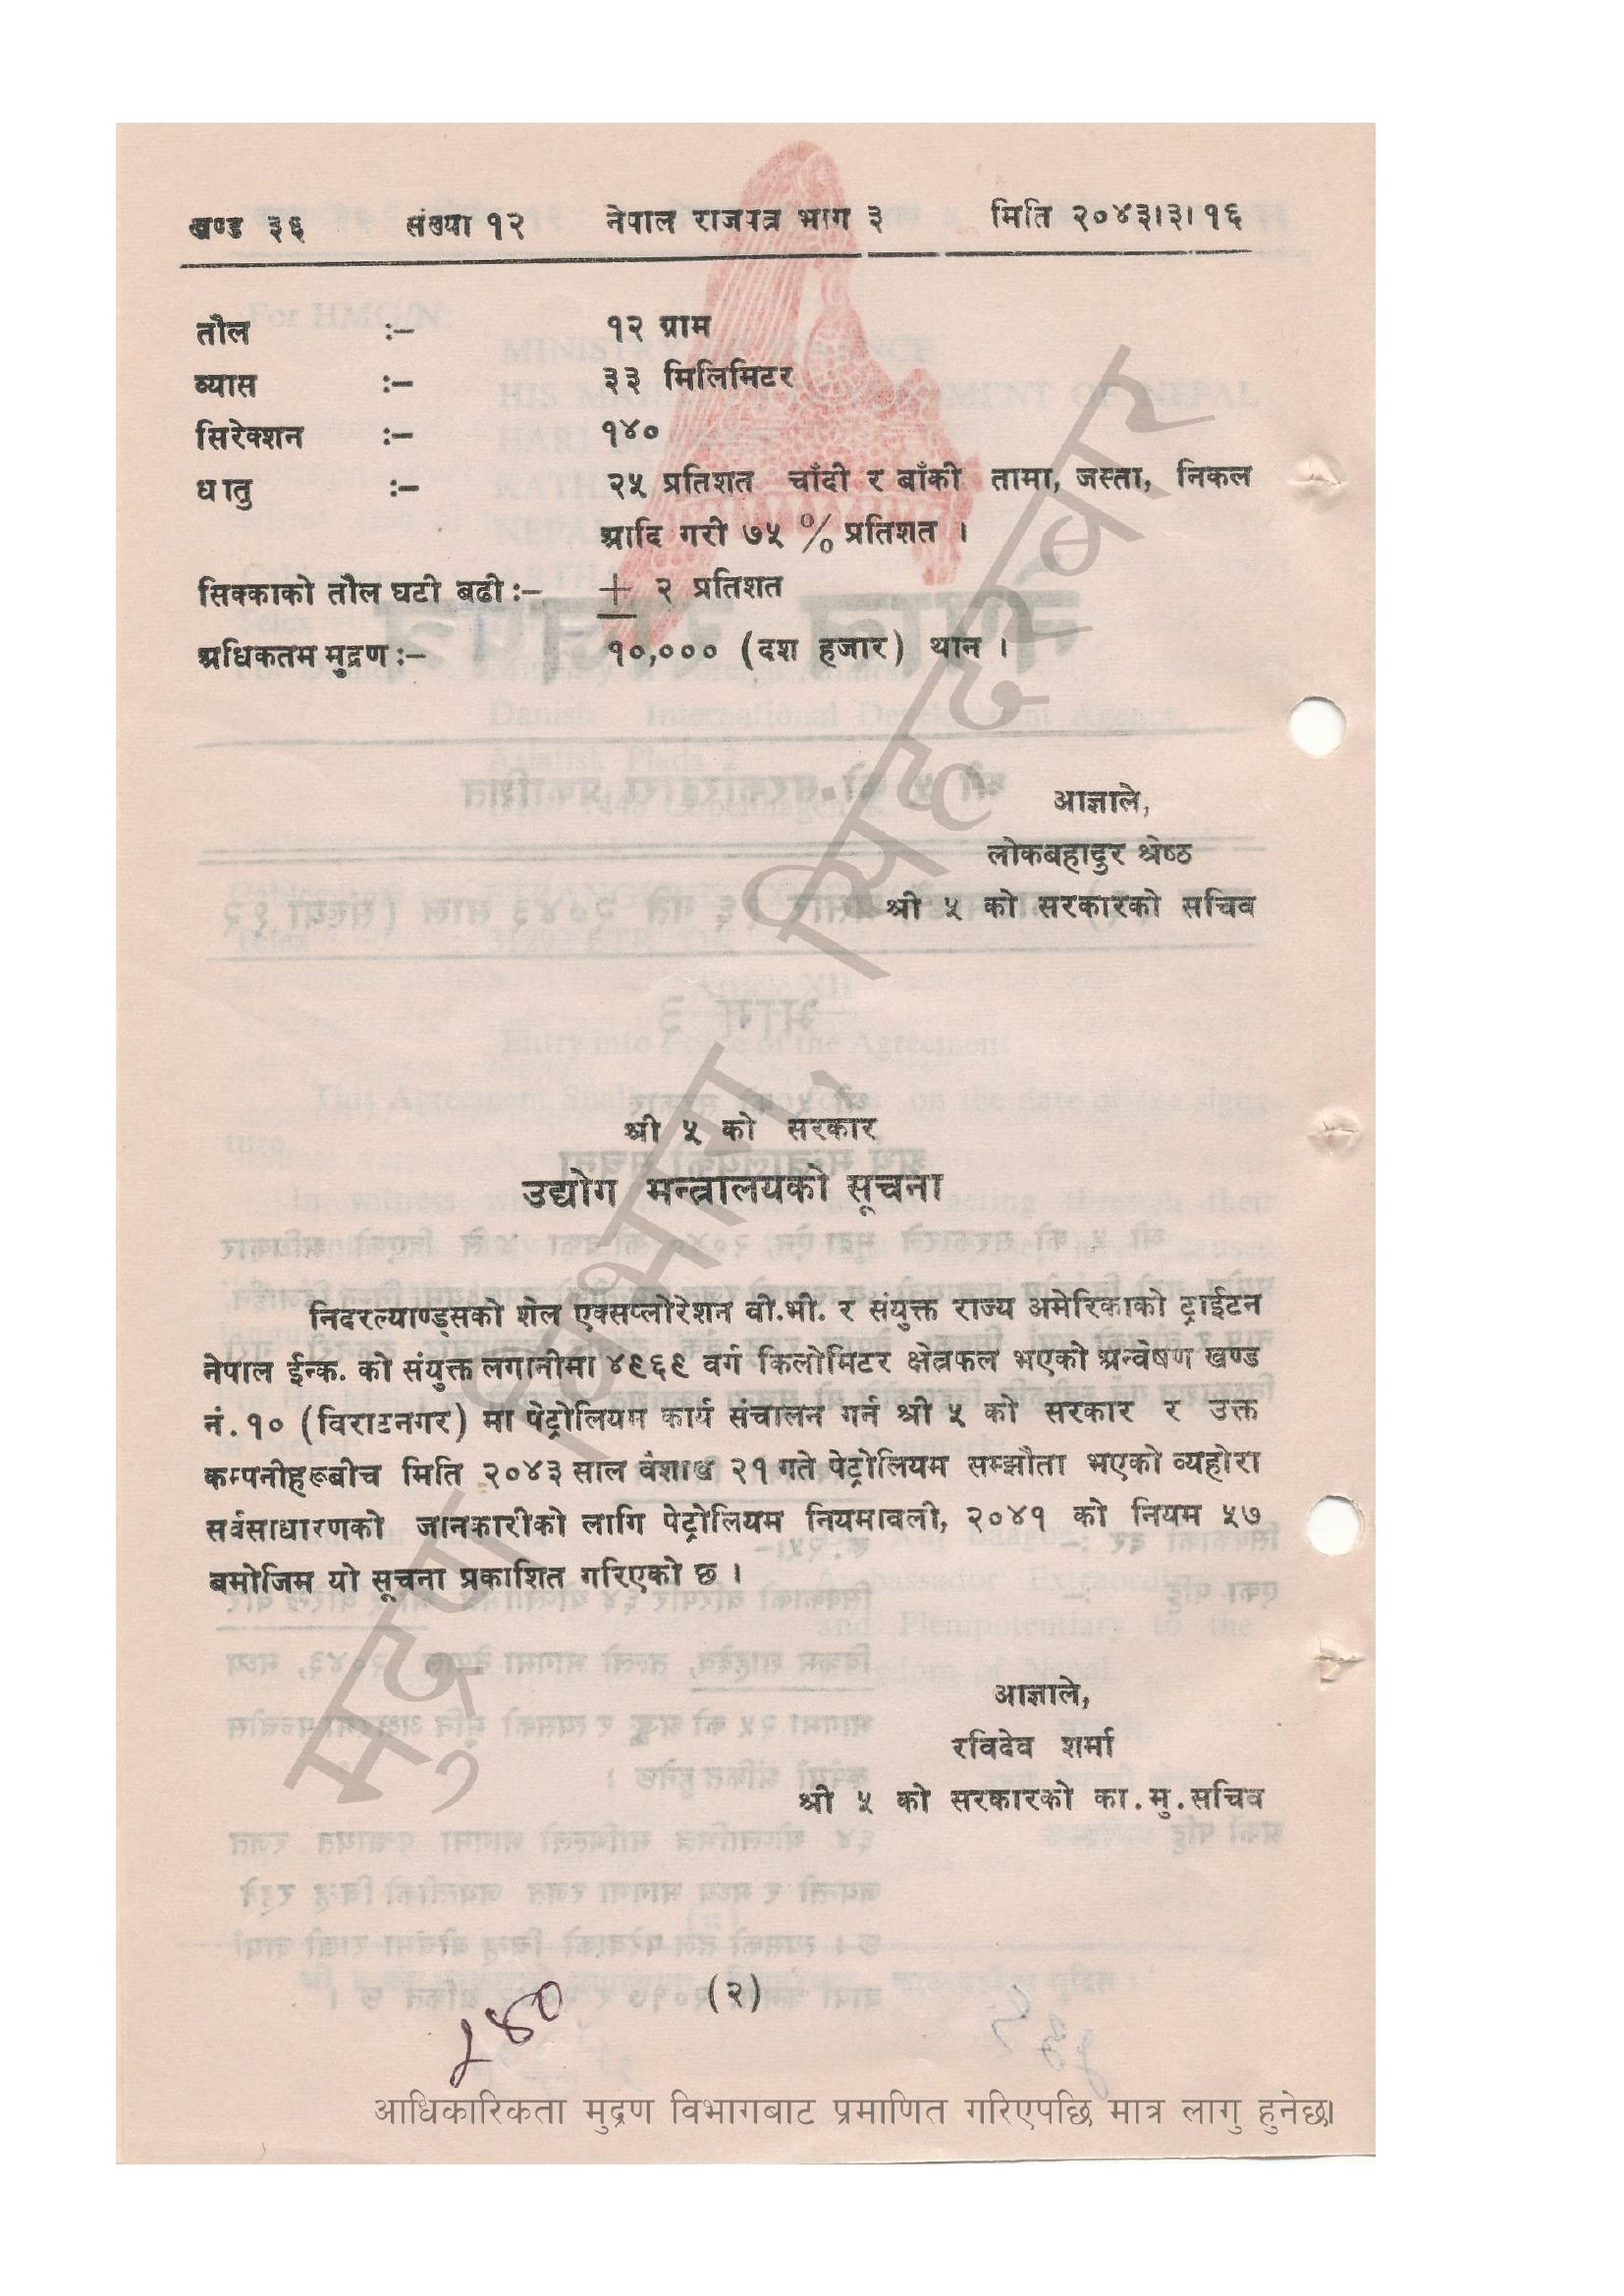 खण्ड ३६ संख्या १२ नेपाल राजपत्र भाग ३ मिति २०४३।३।१६
तौल :– १२ ग्राम
व्यास :– ३३ मिलिमिटर
सिरेक्शन :– १४०
धातु :– २५ प्रतिशत चाँदी र बाँकी तामा, जस्ता, निकल
आदि गरी ७५ % प्रतिशत ।
सिक्काको तौल घटी बढी :– ± २ प्रतिशत
अधिकतम मुद्रण :– १०,००० (दश हजार) थान ।
आज्ञाले,
लोकबहादुर श्रेष्ठ
श्री ५ को सरकारको सचिव
श्री ५ को सरकार
उद्योग मन्त्रालयको सूचना
निदरल्याण्ड्सको शेल एक्सप्लोरेशन वी.भी. र संयुक्त राज्य अमेरिकाको ट्राईटन
नेपाल ईन्क. को संयुक्त लगानीमा ४९६९ वर्ग किलोमिटर क्षेत्रफल भएको अन्वेषण खण्ड
नं. १० (विराटनगर) मा पेट्रोलियम कार्य संचालन गर्न श्री ५ को सरकार र उक्त
कम्पनीहरूबीच मिति २०४३ साल वैशाख २१ गते पेट्रोलियम सम्झौता भएको व्यहोरा
सर्वसाधारणको जानकारीको लागि पेट्रोलियम नियमावली, २०४१ को नियम ५७
बमोजिम यो सूचना प्रकाशित गरिएको छ ।
आज्ञाले,
रविदेव शर्मा
श्री ५ को सरकारको का. मु. सचिव
(२)
१४०
आधिकारिकता मुद्रण विभागबाट प्रमाणित गरिएपछि मात्र लागु हुनेछ।
मुद्रण विभाग, सिंहदरवार